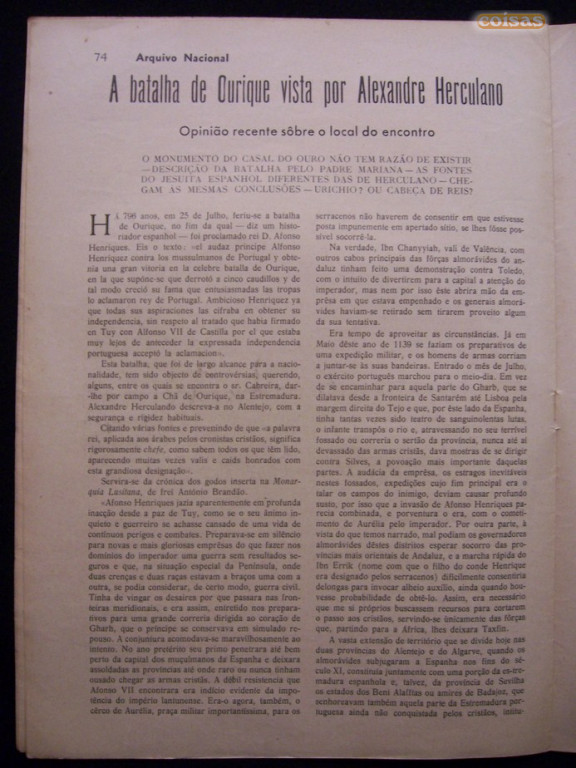 coisas
74 Arquivo Nacional
A batalha de Ourique vista por Alexandre Herculano
Opinião recente sôbre o local do encontro
O MONUMENTO DO CASAL DO OURO NÃO TEM RAZÃO DE EXISTIR
—DESCRIÇÃO DA BATALHA PELO PADRE MARIANA—AS FONTES
DO JESUITA ESPANHOL DIFERENTES DAS DE HERCULANO—CHE-
GAM AS MESMAS CONCLUSÕES—URICHIO? OU CABEÇA DE REIS?
Há 796 anos, em 25 de Julho, feriu-se a batalha
de Ourique, no fim da qual — diz um histo-
riador espanhol — foi proclamado rei D. Afonso
Henriques. Eis o texto: «el audaz principe Alfonso
Henriquez contra los mussulmanos de Portugal y obte-
nia una gran vitoria en la celebre batalla de Ourique,
en la que supóne-se que derrotó a cinco caudillos y de
tal modo creció su fama que entusiasmadas las tropas
lo aclamaron rey de Portugal. Ambicioso Henriquez ya
que todas sus aspiraciones las cifraba en obtener su
independencia, sin respeto al tratado que habia firmado
en Tuy con Alfonso VII de Castilla por el que estaba
muy lejos de anteceder la expressada independencia
portuguesa acceptó la aclamacion».
Esta batalha, que foi de largo alcance para a nacio-
nalidade, tem sido objecto de controvérsias, querendo,
alguns, entre os quais se encontra o sr. Cabreira, dar-
-lhe por campo a Chã de Ourique, na Estremadura.
Alexandre Herculando descreva-a no Alentejo, com a
segurança e rigidez habituais.
Citando várias fontes e prevenindo de que «a palavra
rei, aplicada aos árabes pelos cronistas cristãos, significa
rigorosamente chefe, como sabem todos os que têm lido,
aparecendo muitas vezes valis e caids honrados com
esta grandiosa designação».
Servira-se da crónica dos godos inserta na Monar-
quia Lusitana, de frei António Brandão.
«Afonso Henriques jazia aparentemente em profunda
inacção desde a paz de Tuy, como se o seu ânimo in-
quieto e guerreiro se achasse cansado de uma vida de
contínuos perigos e combates. Preparava-se em silêncio
para novas e mais gloriosas emprêsas do que fazer nos
domínios do imperador uma guerra sem resultados se-
guros e que, na situação especial da Península, onde
duas crenças e duas raças estavam a braços uma com a
outra, se podia considerar, de certo modo, guerra civil.
Tinha de vingar os desaires por que passara nas fron-
teiras meridionais, e era assim, entretido nos prepara-
tivos para uma grande correria dirigida ao coração de
Gharb, que o príncipe se conservava em simulado re-
pouso. A conjuntura acomodava-se maravilhosamente ao
intento. No ano pretérito seu primo penetrara até bem
perto da capital dos muçulmanos da Espanha e deixara
assoldadas as províncias até onde raro ou nunca tinham
ousado chegar as armas cristãs. A débil resistência que
Afonso VII encontrara era indício evidente da impo-
tência do império lantunense. Era-o agora, também, o
cêrco de Aurélia, praça militar importantíssima, para os
serracenos não haverem de consentir em que estivesse
posta impunemente em apertado sítio, se lhes fôsse pos-
sível socorrê-la.
Na verdade, Ibn Chanyyiah, vali de Valência, com
outros cabos principais das fôrças almorávides do an-
daluz tinham feito uma demonstração contra Toledo,
com o intuito de divertirem para a capital a atenção do
imperador, mas nem por isso êste abrira mão da em-
prêsa em que estava empenhado e os generais almorá-
vides haviam-se retirado sem tirarem proveito algum
da sua tentativa.
Era tempo de aproveitar as circunstâncias. Já em
Maio dêste ano de 1139 se faziam os preparativos de
uma expedição militar, e os homens de armas corriam
a juntar-se às suas bandeiras. Entrado o mês de Julho,
o exército português marchou para o meio-dia. Em vez
de se encaminhar para aquela parte do Gharb, que se
dilatava desde a fronteira de Santarém até Lisboa pela
margem direita do Tejo e que, por êste lado da Espanha,
tinha tantas vezes sido teatro de sanguinolentas lutas,
o infante transpôs o rio e, atravessando no seu terrível
fossado ou correria o sertão da província, nunca até aí
devassado das armas cristãs, dava mostras de se dirigir
contra Silves, a povoação mais importante daquelas
partes. A audácia da emprêsa, os estragos inevitáveis
nestes fossados, expedições cujo fim principal era o
talar os campos do inimigo, deviam causar profundo
susto, por isso que a invasão de Afonso Henriques pa-
recia combinada, e porventura o era, com o cometi-
mento de Aurélia pelo imperador. Por outra parte, à
vista do que temos narrado, mal podiam os governadores
almorávides dêstes distritos esperar socorro das pro-
víncias mais orientais de Andaluz, e a marcha rápida do
Ibn Errik (nome com que o filho do conde Henrique
era designado pelos serracenos) dificilmente consentiria
delongas para invocar alheio auxílio, ainda quando hou-
vesse probabilidade de obtê-lo. Assim, era necessário
que me si próprios buscassem recursos para cortarem
o passo aos cristãos, servindo-se únicamente das fôrças
que, partindo para a África, lhes deixara Taxfin.
A vasta extensão de território que se divide hoje nas
duas províncias do Alentejo e do Algarve, quando os
almorávides subjugaram a Espanha nos fins do sé-
culo XI, constituía juntamente com uma porção da es-tre-
madura espanhola e, talvez, da província de Sevilha
os estados dos Beni Alaftas ou amires de Badajoz, que
senhoreavam também aquela parte da Estremadura por-
tuguesa ainda não conquistada pelos cristãos, intitu-